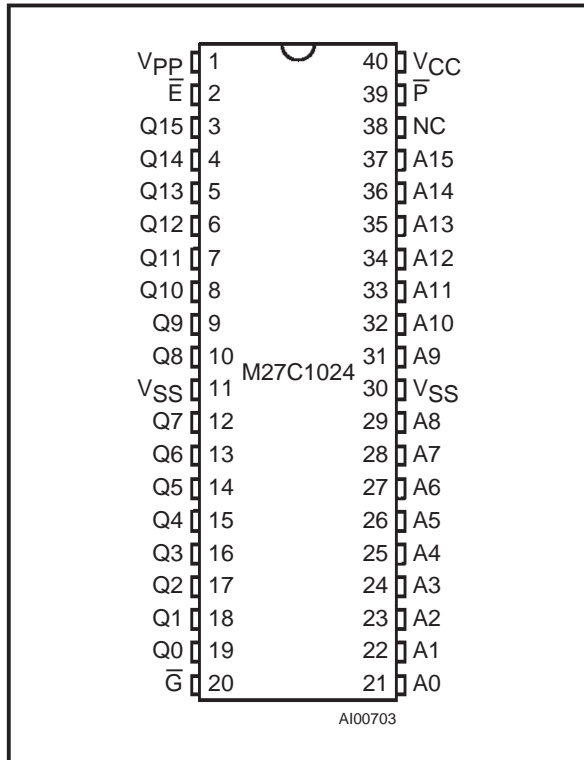 VPP 1 40 VCC
E̅ 2 39 P̅
Q15 3 38 NC
Q14 4 37 A15
Q13 5 36 A14
Q12 6 35 A13
Q11 7 34 A12
Q10 8 33 A11
Q9 9 32 A10
Q8 10 31 A9
M27C1024
VSS 11 30 VSS
Q7 12 29 A8
Q6 13 28 A7
Q5 14 27 A6
Q4 15 26 A5
Q3 16 25 A4
Q2 17 24 A3
Q1 18 23 A2
Q0 19 22 A1
G̅ 20 21 A0
AI00703